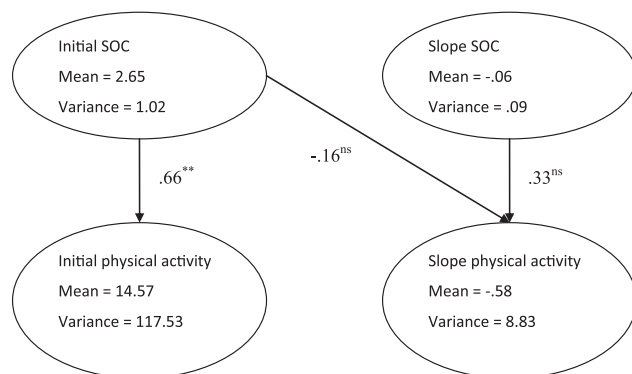 Initial SOC
Mean = 2.65
Variance = 1.02
Slope SOC
Mean = -.06
Variance = .09
.66**
-.16ns
.33ns
Initial physical activity
Mean = 14.57
Variance = 117.53
Slope physical activity
Mean = -.58
Variance = 8.83